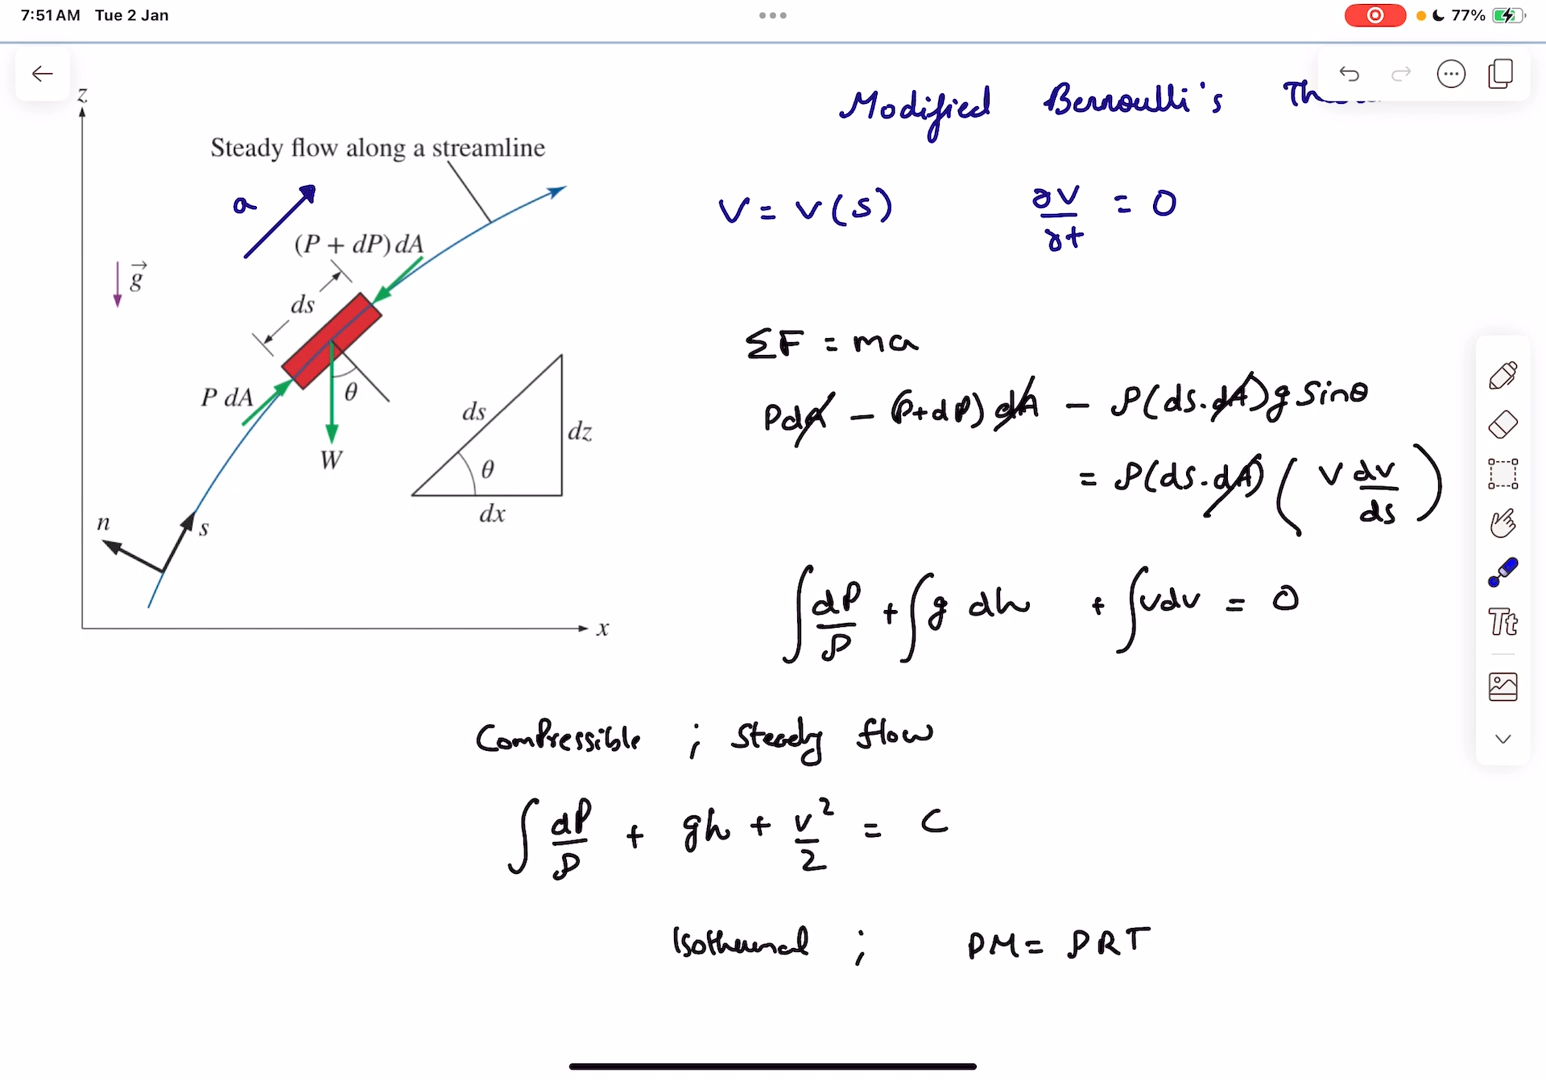 7:51 AM Tue 2 Jan
77%
Modified Bernoulli's
z
Steady flow along a streamline
a
(P + dP) dA
g⃗
ds
P dA
θ
W
ds
dz
θ
dx
n
s
x
V = V(S) ∂V/∂t = 0
ΣF = ma
PdA − (P+dP) dA − ρ(ds.dA)g Sinθ
= ρ(ds.dA) (V dv/ds)
∫ dP/ρ + ∫ g dh + ∫ vdv = 0
Compressible ; Steady flow
∫ dP/ρ + gh + v²/2 = C
Isothermal ; PM = ρRT
Tt